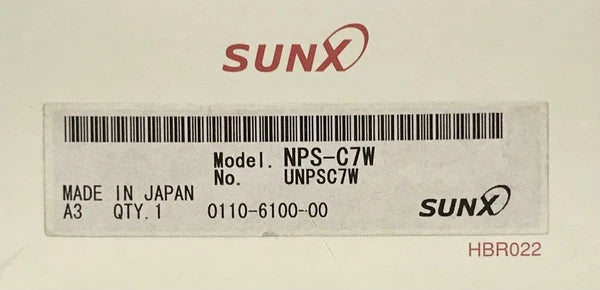 SUNX
Model. NPS-C7W
No. UNPSC7W
MADE IN JAPAN
A3 QTY.1 0110-6100-00
SUNX
HBR022